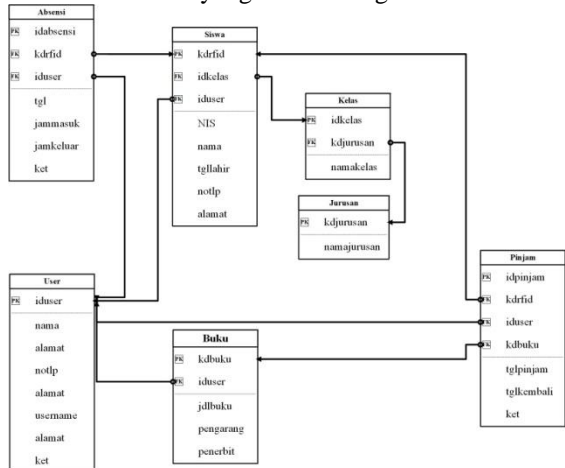 Absensi
PK idabsensi
FK kdrfid
FK iduser
tgl
jammasuk
jamkeluar
ket
Siswa
PK kdrfid
FK idkelas
FK iduser
NIS
nama
tgllahir
notlp
alamat
Kelas
PK idkelas
FK kdjurusan
namakelas
Jurusan
PK kdjurusan
namajurusan
User
PK iduser
nama
alamat
notlp
alamat
username
alamat
ket
Buku
PK kdbuku
FK iduser
jdlbuku
pengarang
penerbit
Pinjam
PK idpinjam
FK kdrfid
FK iduser
FK kdbuku
tglpinjam
tglkembali
ket